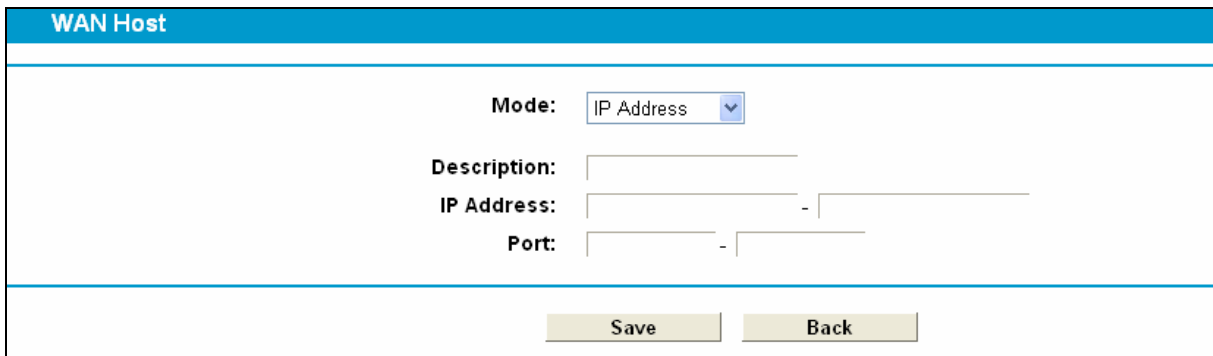 WAN Host
Mode: IP Address
Description:
IP Address: -
Port: -
Save Back